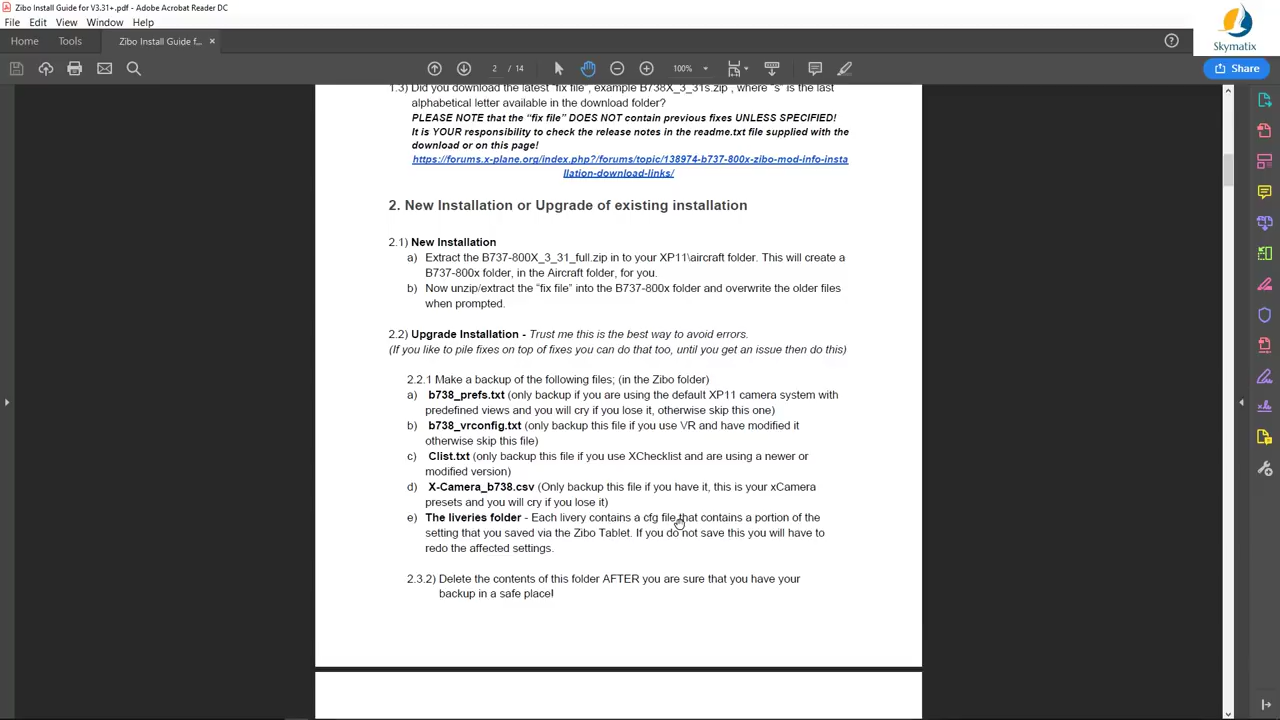 Zibo Install Guide for V3.31+.pdf - Adobe Acrobat Reader DC
File Edit View Window Help
Home Tools Zibo Install Guide f... ×
Skymatix
2 / 14 100% Share
1.3) Did you download the latest "fix file", example B738X_3_31s.zip , where "s" is the last
alphabetical letter available in the download folder?
PLEASE NOTE that the "fix file" DOES NOT contain previous fixes UNLESS SPECIFIED!
It is YOUR responsibility to check the release notes in the readme.txt file supplied with the
download or on this page!
https://forums.x-plane.org/index.php?/forums/topic/138974-b737-800x-zibo-mod-info-insta
llation-download-links/
2. New Installation or Upgrade of existing installation
2.1) New Installation
a) Extract the B737-800X_3_31_full.zip in to your XP11\aircraft folder. This will create a
B737-800x folder, in the Aircraft folder, for you.
b) Now unzip/extract the "fix file" into the B737-800x folder and overwrite the older files
when prompted.
2.2) Upgrade Installation - Trust me this is the best way to avoid errors.
(If you like to pile fixes on top of fixes you can do that too, until you get an issue then do this)
2.2.1 Make a backup of the following files; (in the Zibo folder)
a) b738_prefs.txt (only backup if you are using the default XP11 camera system with
predefined views and you will cry if you lose it, otherwise skip this one)
b) b738_vrconfig.txt (only backup this file if you use VR and have modified it
otherwise skip this file)
c) Clist.txt (only backup this file if you use XChecklist and are using a newer or
modified version)
d) X-Camera_b738.csv (Only backup this file if you have it, this is your xCamera
presets and you will cry if you lose it)
e) The liveries folder - Each livery contains a cfg file that contains a portion of the
setting that you saved via the Zibo Tablet. If you do not save this you will have to
redo the affected settings.
2.3.2) Delete the contents of this folder AFTER you are sure that you have your
backup in a safe place!